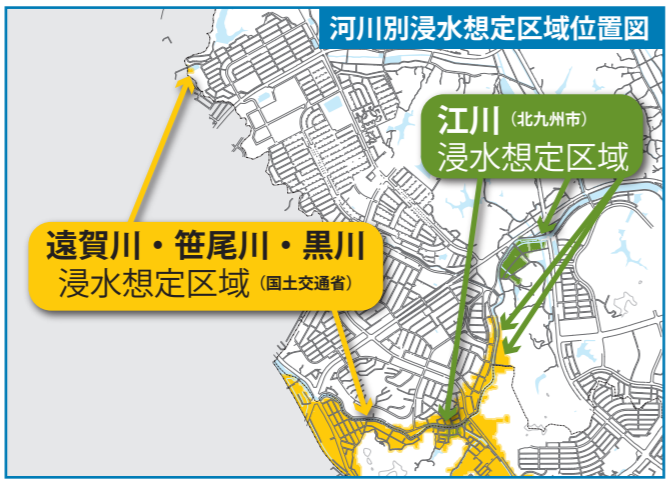 河川別浸水想定区域位置図
江川（北九州市）
浸水想定区域
遠賀川・笹尾川・黒川
浸水想定区域（国土交通省）